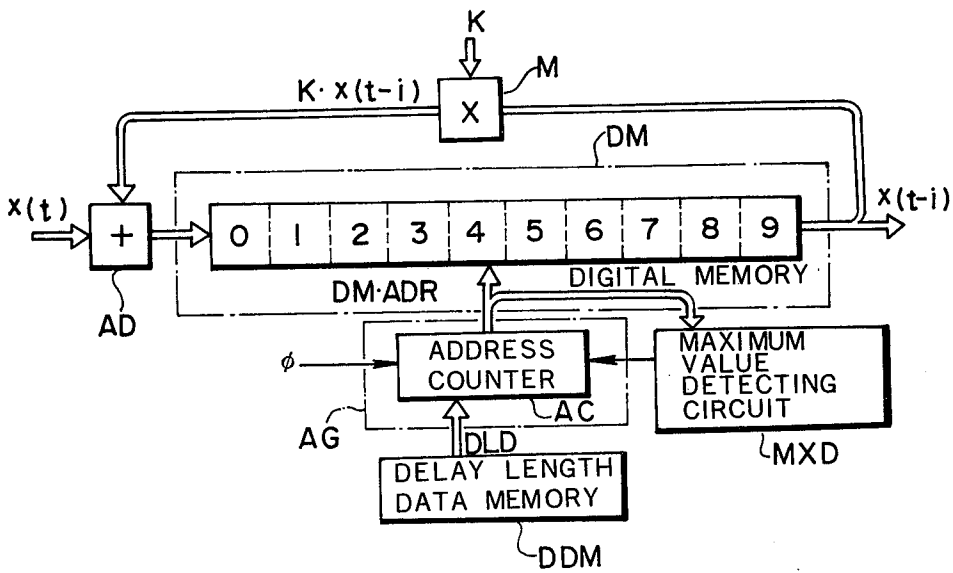 K
M
K· x(t-i)
X
DM
x(t)
x(t-i)
+
0 1 2 3 4 5 6 7 8 9
AD
DM·ADR
DIGITAL MEMORY
ϕ
ADDRESS
COUNTER
MAXIMUM
VALUE
DETECTING
CIRCUIT
AG
AC
DLD
MXD
DELAY LENGTH
DATA MEMORY
DDM